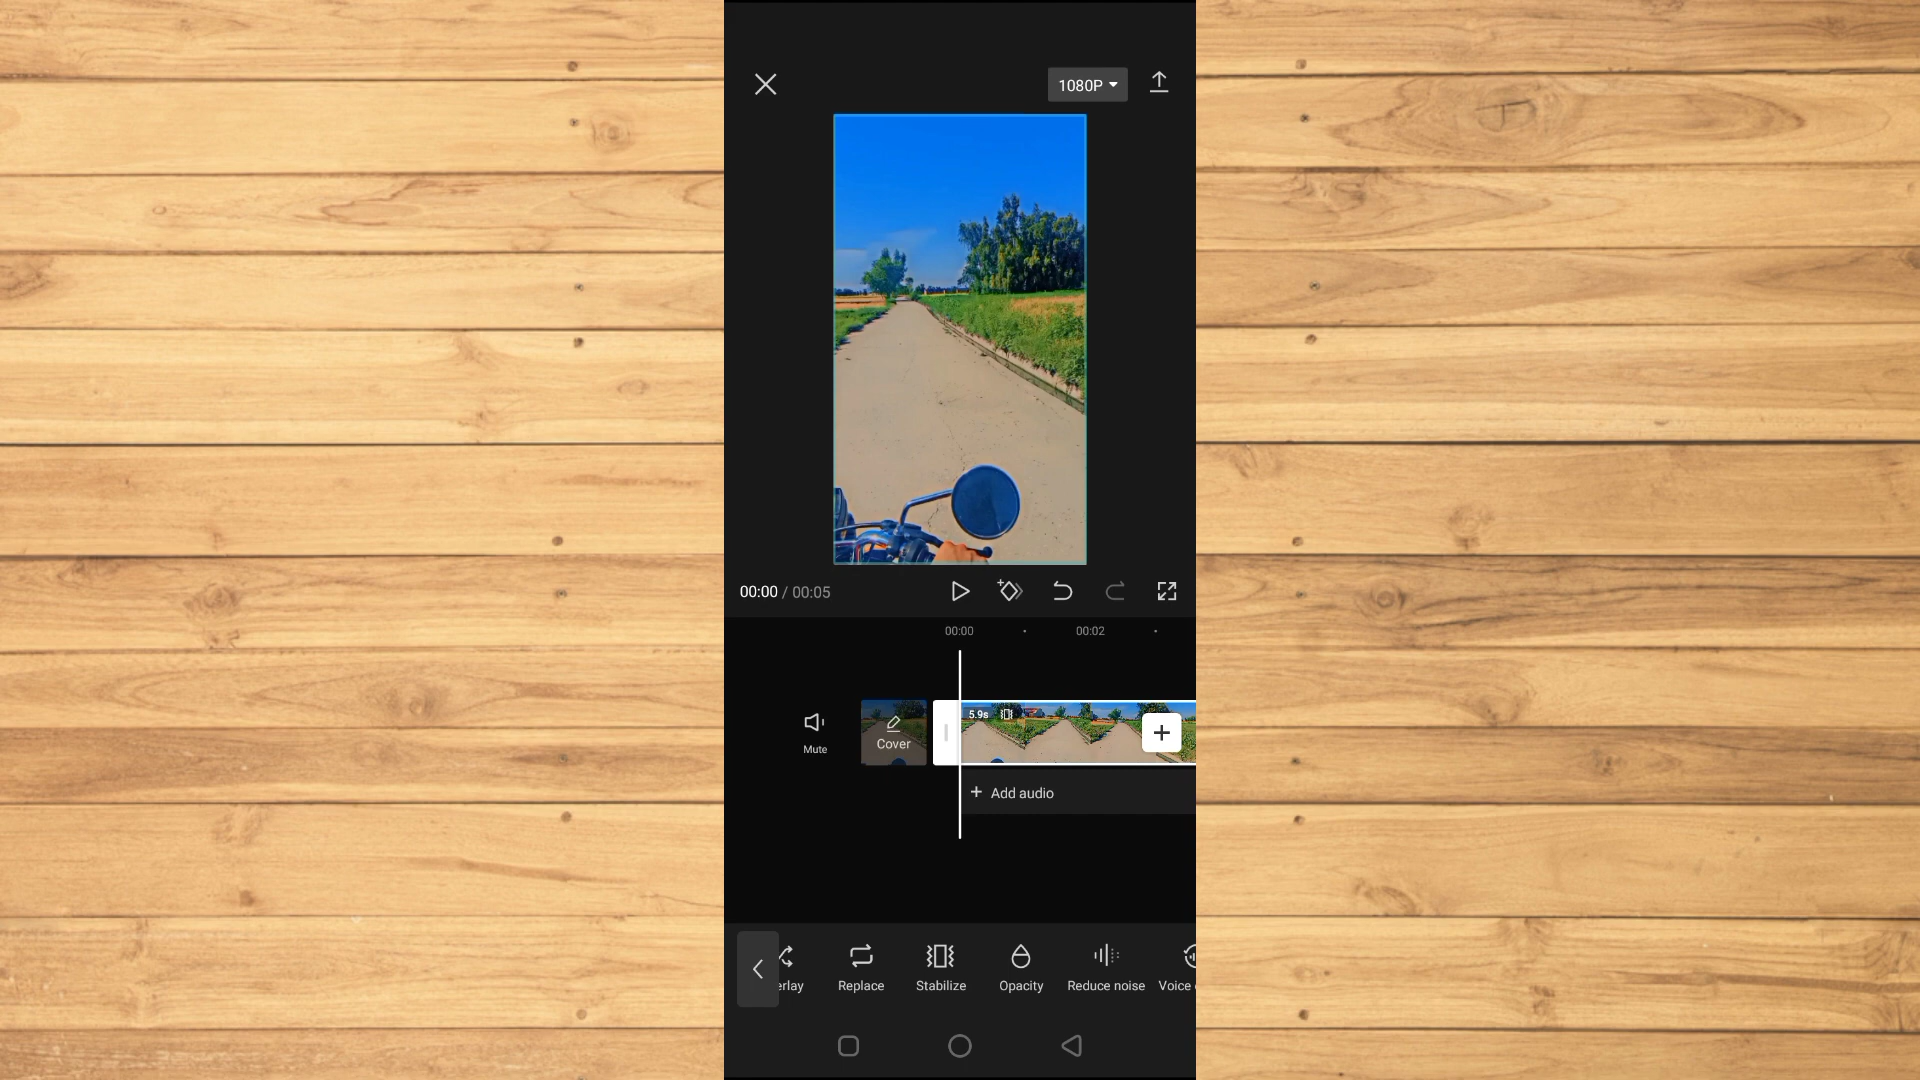 1080P
00:00 / 00:05
00:00 00:02
5.9s
Mute
Cover
+ Add audio
erlay Replace Stabilize Opacity Reduce noise Voice